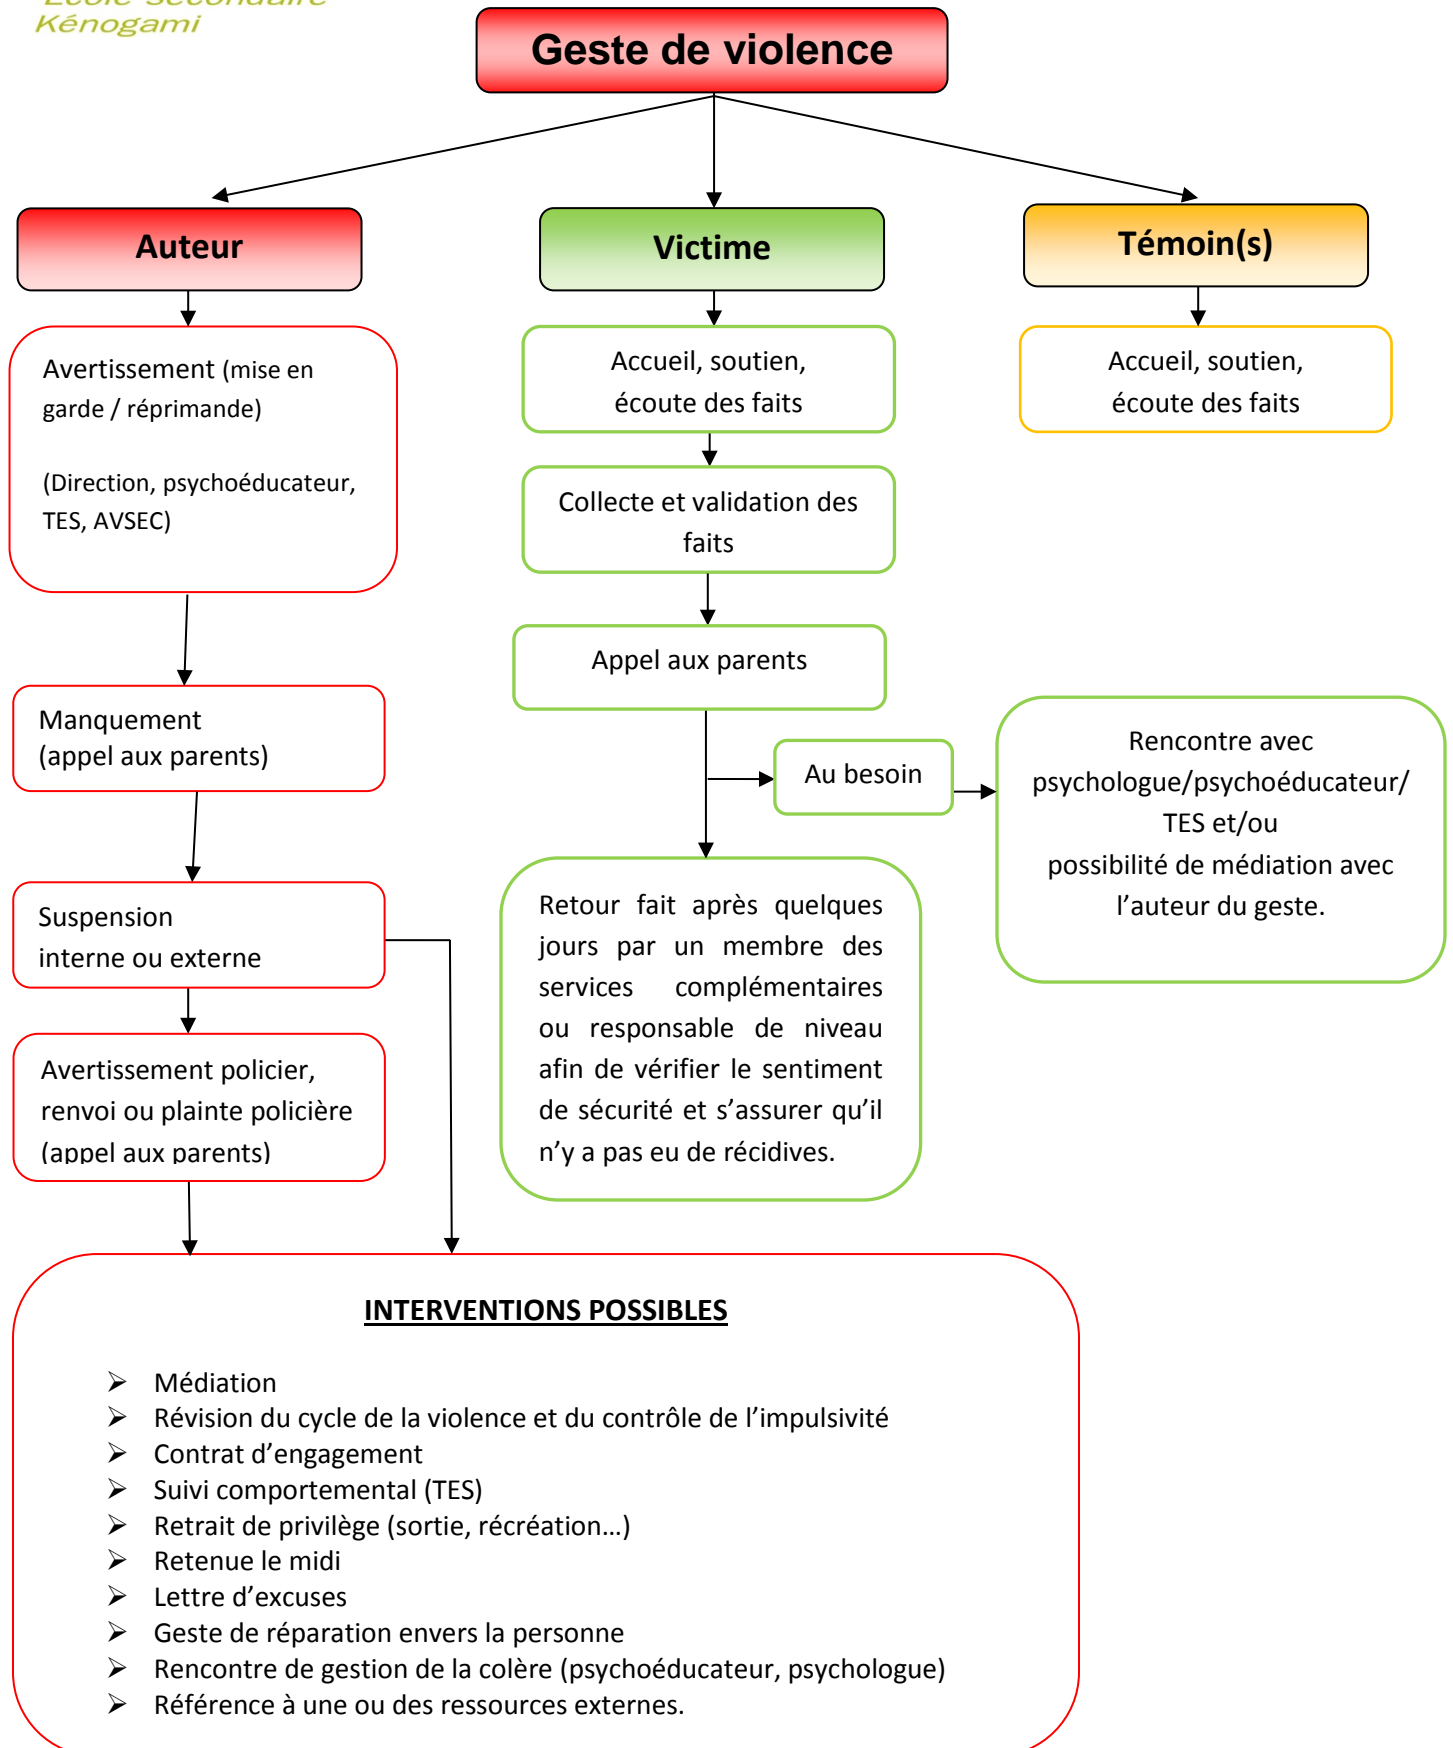 École secondaire
Kénogami
Geste de violence
Auteur
Victime
Témoin(s)
Avertissement (mise en
garde / réprimande)
(Direction, psychoéducateur,
TES, AVSEC)
Manquement
(appel aux parents)
Suspension
interne ou externe
Avertissement policier,
renvoi ou plainte policière
(appel aux parents)
Accueil, soutien,
écoute des faits
Collecte et validation des
faits
Appel aux parents
Au besoin
Rencontre avec
psychologue/psychoéducateur/
TES et/ou
possibilité de médiation avec
l’auteur du geste.
Retour fait après quelques
jours par un membre des
services complémentaires
ou responsable de niveau
afin de vérifier le sentiment
de sécurité et s’assurer qu’il
n’y a pas eu de récidives.
Accueil, soutien,
écoute des faits
INTERVENTIONS POSSIBLES
➢ Médiation
➢ Révision du cycle de la violence et du contrôle de l’impulsivité
➢ Contrat d’engagement
➢ Suivi comportemental (TES)
➢ Retrait de privilège (sortie, récréation…)
➢ Retenue le midi
➢ Lettre d’excuses
➢ Geste de réparation envers la personne
➢ Rencontre de gestion de la colère (psychoéducateur, psychologue)
➢ Référence à une ou des ressources externes.